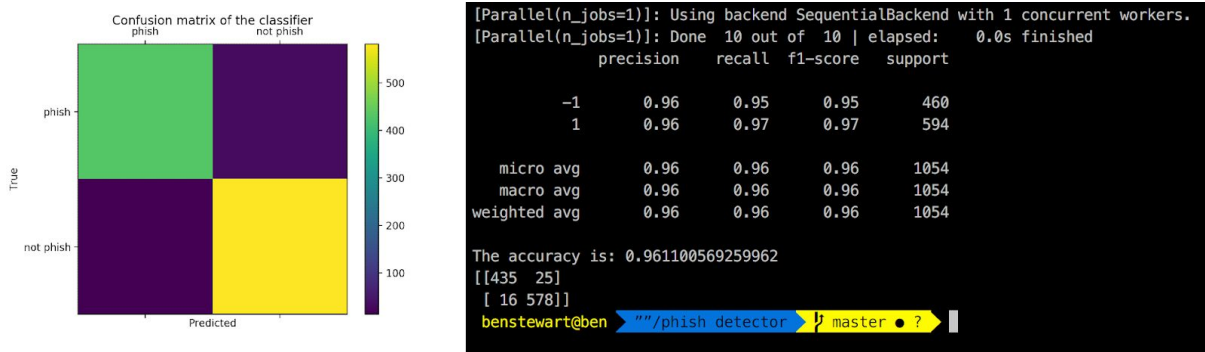 Confusion matrix of the classifier
phish not phish
phish
not phish
True
Predicted
500
400
300
200
100
[Parallel(n_jobs=1)]: Using backend SequentialBackend with 1 concurrent workers.
[Parallel(n_jobs=1)]: Done 10 out of 10 | elapsed: 0.0s finished
precision recall f1-score support
-1 0.96 0.95 0.95 460
1 0.96 0.97 0.97 594
micro avg 0.96 0.96 0.96 1054
macro avg 0.96 0.96 0.96 1054
weighted avg 0.96 0.96 0.96 1054
The accuracy is: 0.961100569259962
[[435 25]
[ 16 578]]
benstewart@ben ""/phish detector master ● ?